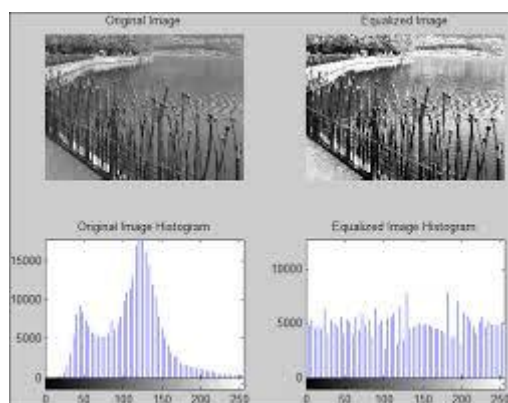 Original Image
Equalized Image
Original Image Histogram
Equalized Image Histogram
15000
10000
5000
0
0 50 100 150 200 250
10000
5000
0
0 50 100 150 200 250